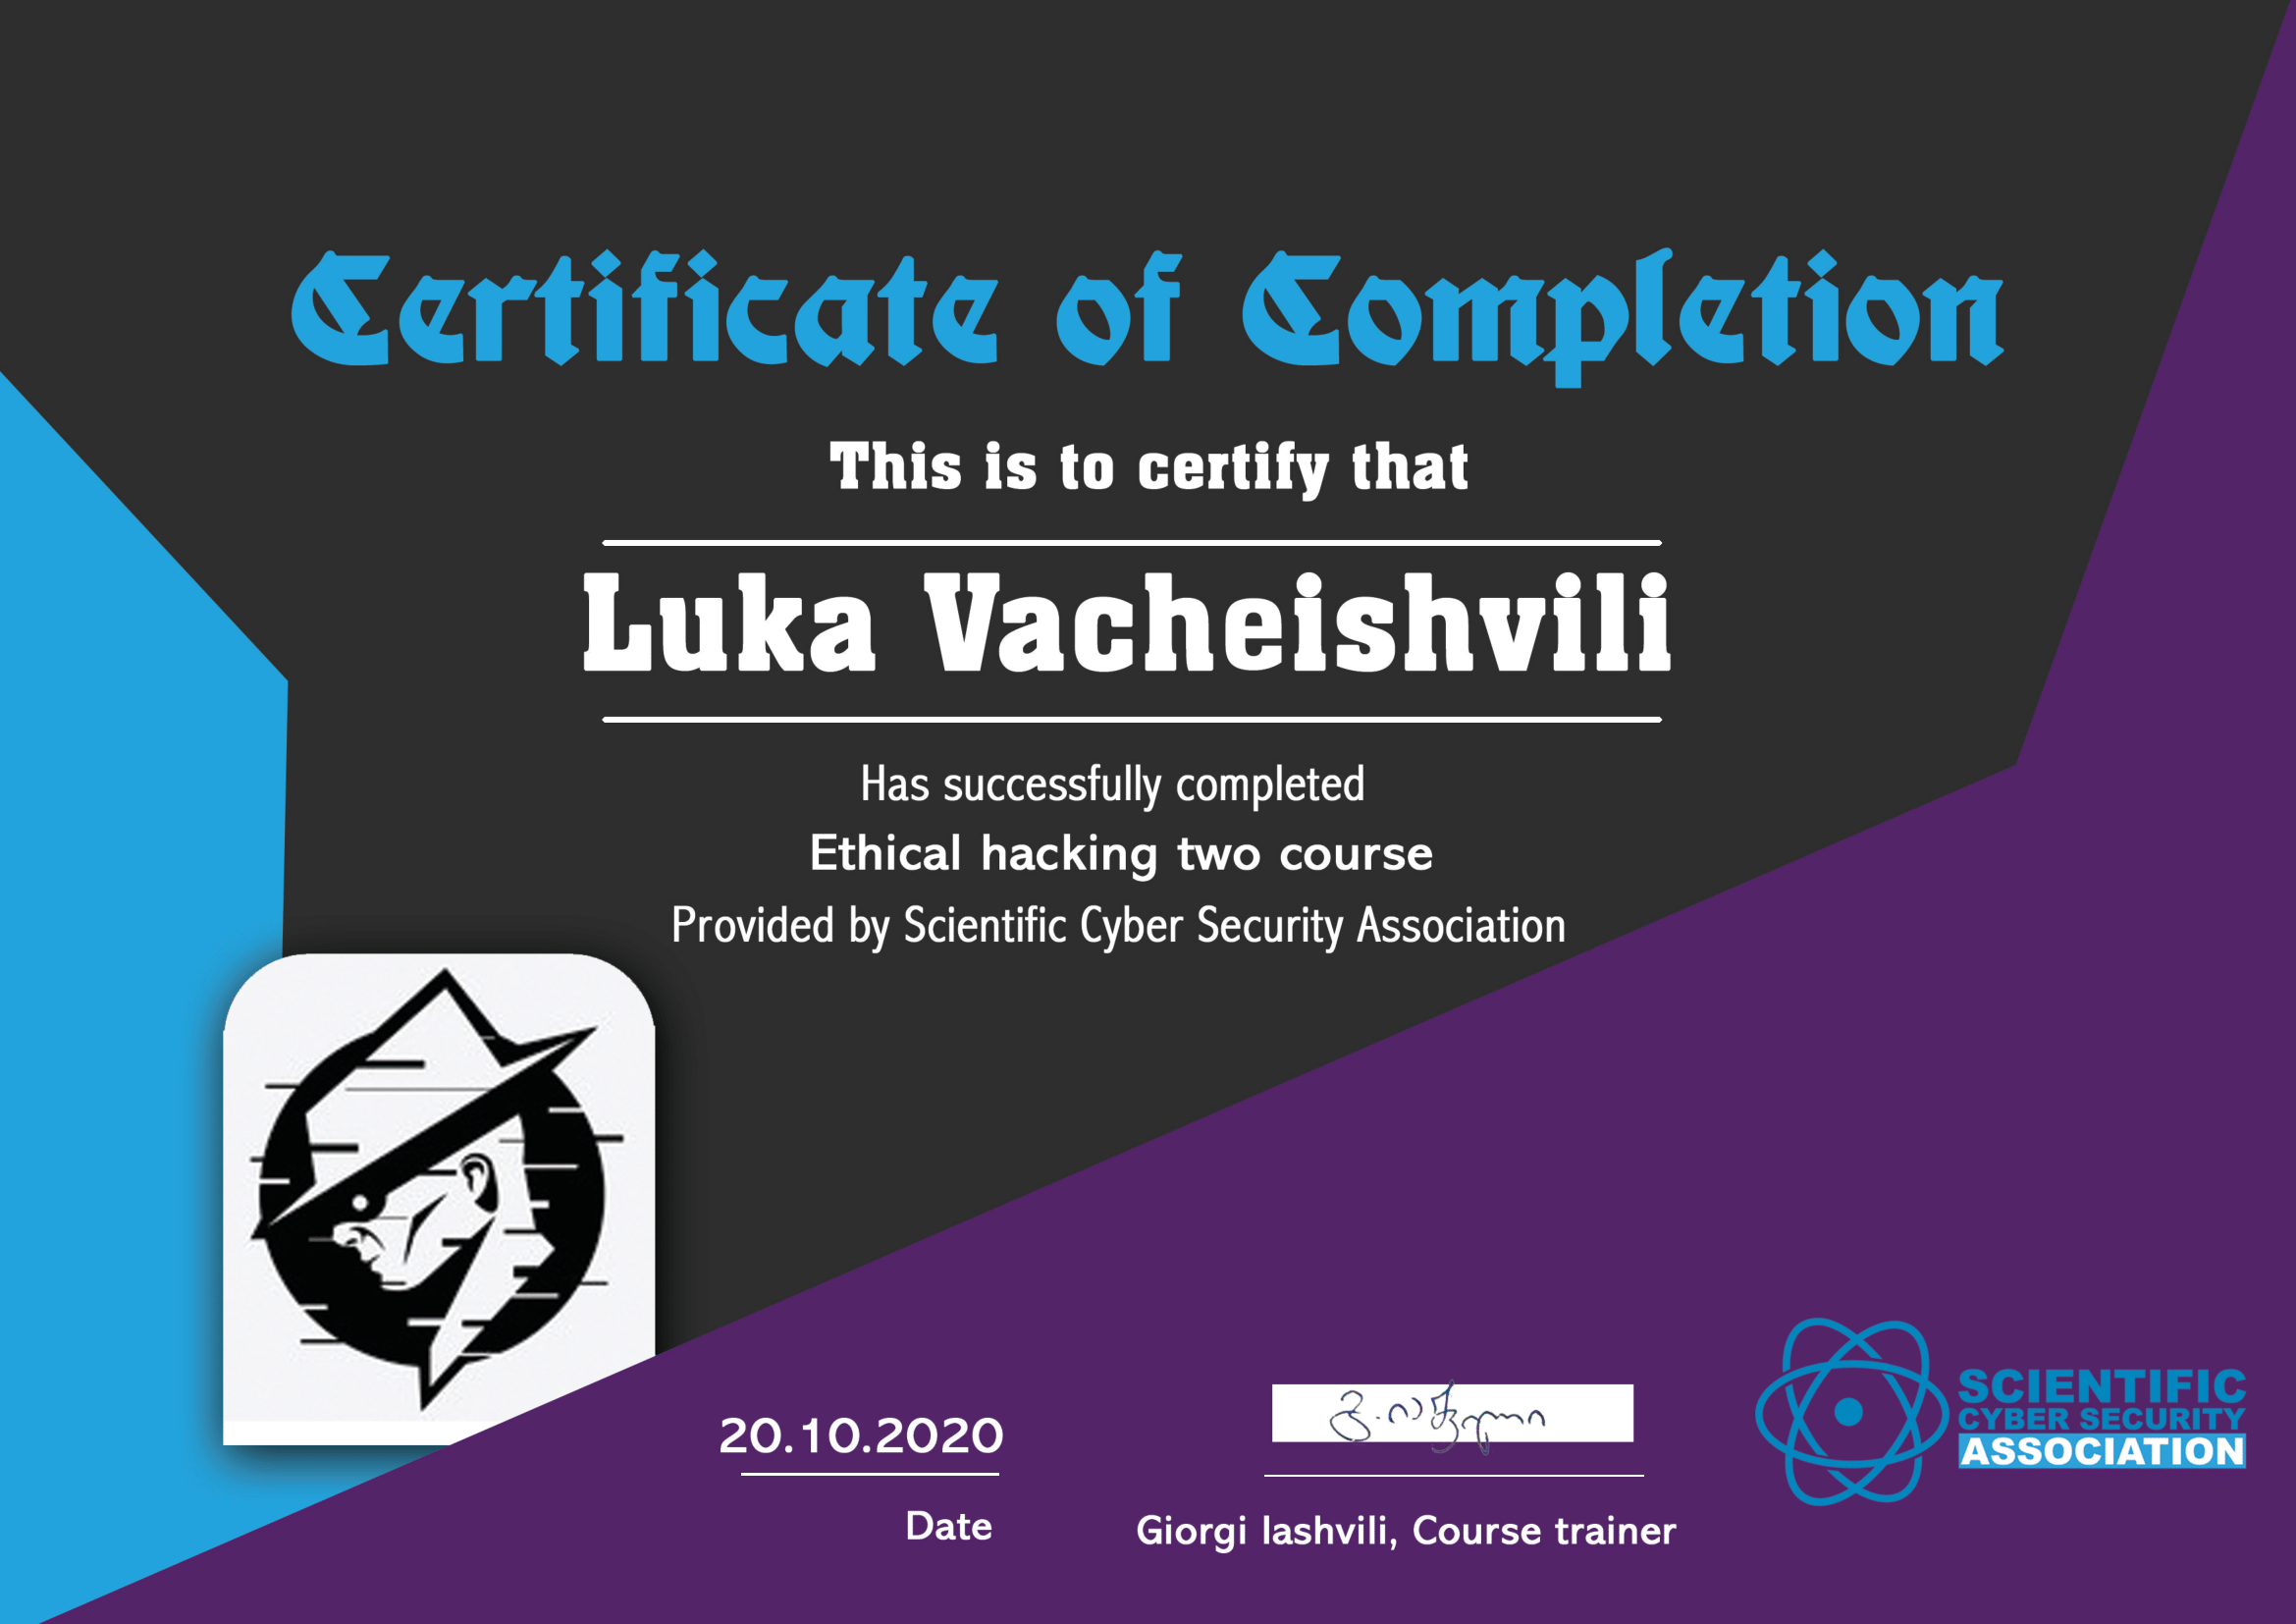 Certificate of Completion
This is to certify that
Luka Vacheishvili
Has successfully completed
Ethical hacking two course
Provided by Scientific Cyber Security Association
20.10.2020
Date
Giorgi Iashvili, Course trainer
SCIENTIFIC
CYBER SECURITY
ASSOCIATION